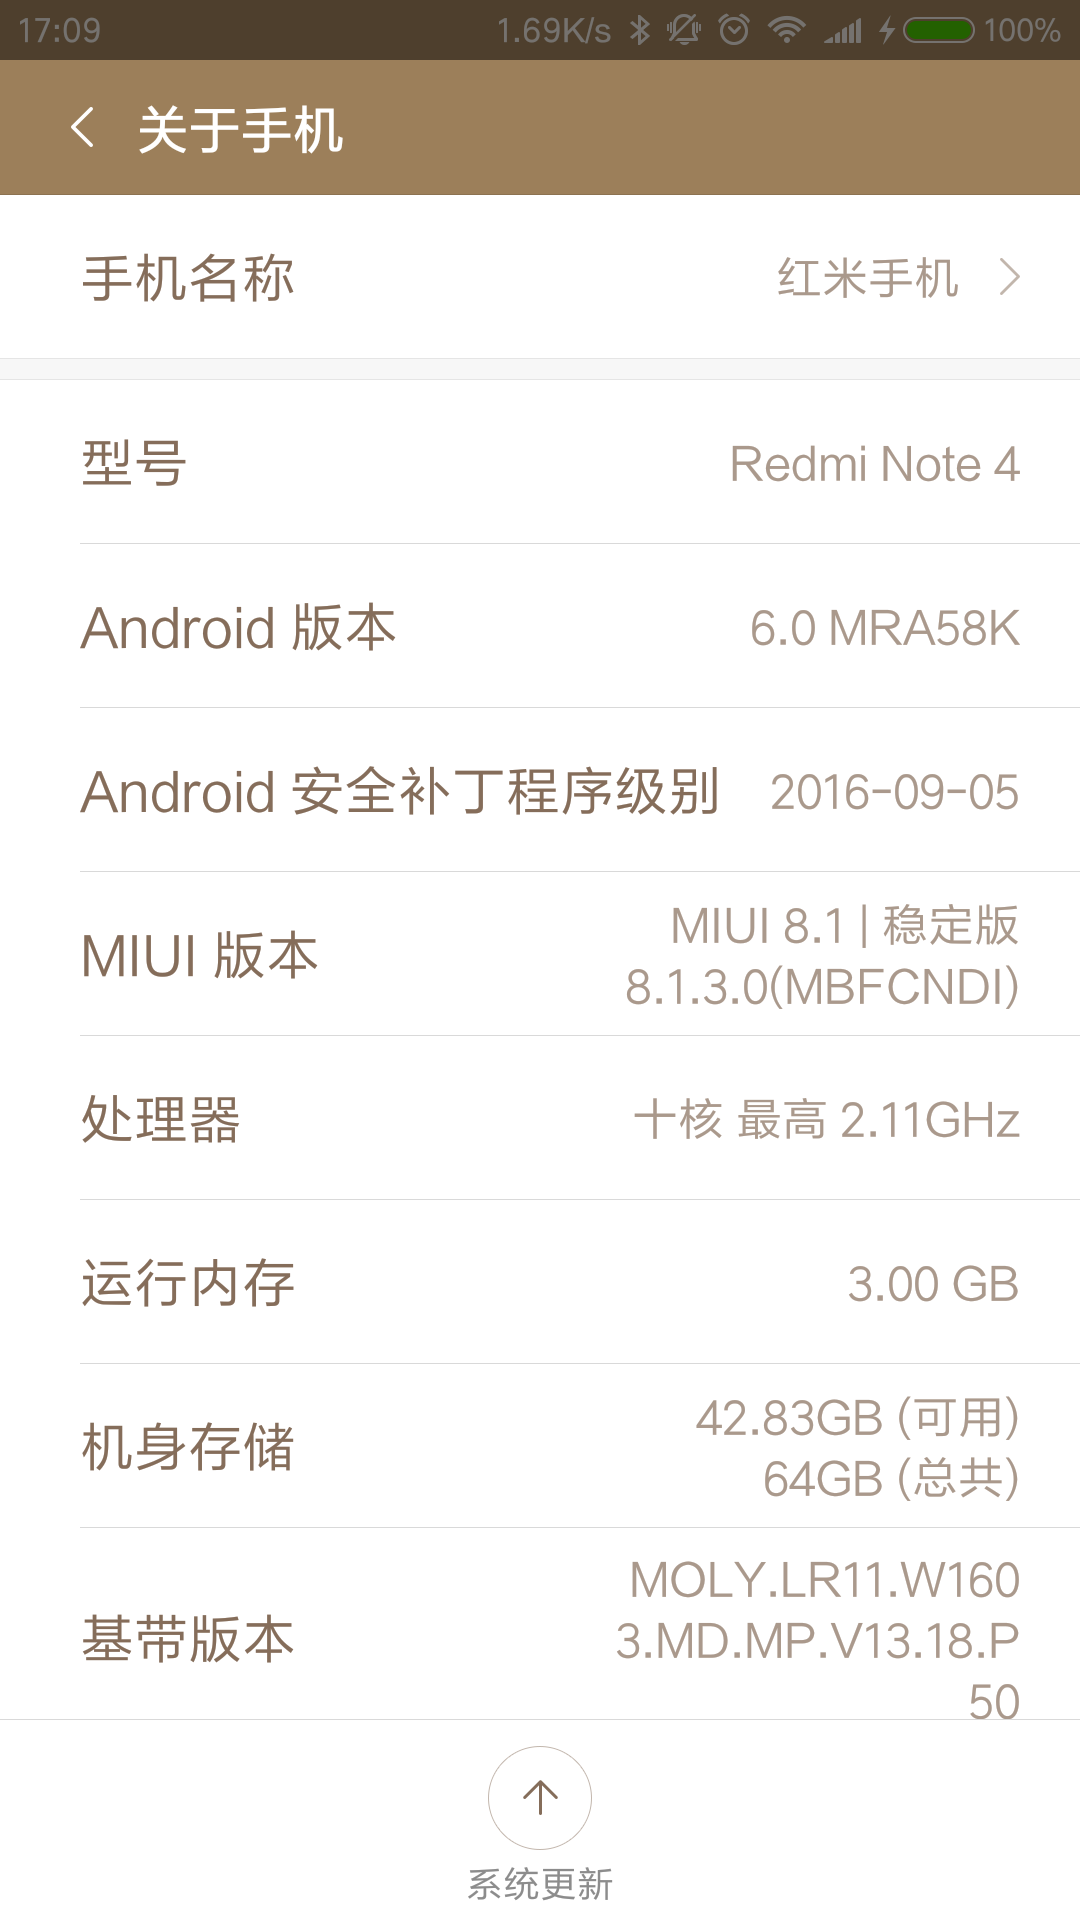 17:09 1.69K/s 100%
关于手机
手机名称 红米手机
型号 Redmi Note 4
Android 版本 6.0 MRA58K
Android 安全补丁程序级别 2016-09-05
MIUI 版本 MIUI 8.1 | 稳定版
8.1.3.0(MBFCNDI)
处理器 十核 最高 2.11GHz
运行内存 3.00 GB
机身存储 42.83GB (可用)
64GB (总共)
基带版本 MOLY.LR11.W160
3.MD.MP.V13.18.P
50
系统更新